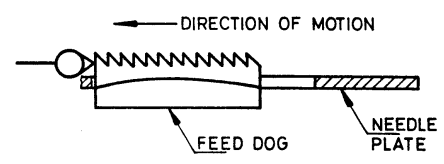 DIRECTION OF MOTION
FEED DOG
NEEDLE
PLATE